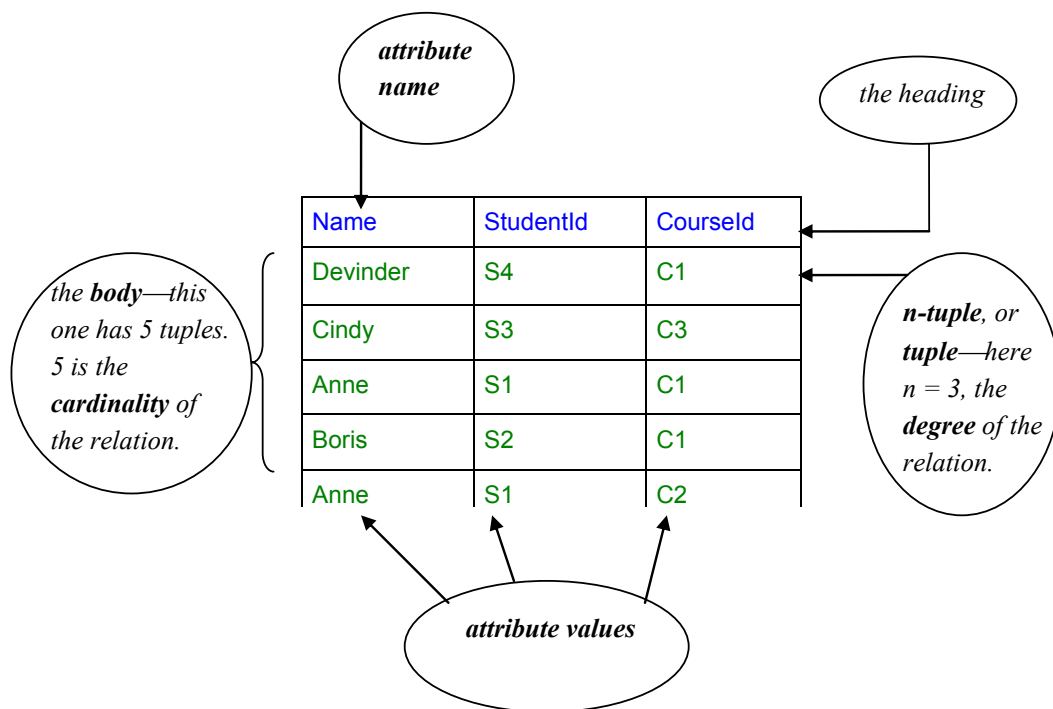 attribute
name
the heading
Name StudentId CourseId
Devinder S4 C1
Cindy S3 C3
Anne S1 C1
Boris S2 C1
Anne S1 C2
the body—this
one has 5 tuples.
5 is the
cardinality of
the relation.
n-tuple, or
tuple—here
n = 3, the
degree of the
relation.
attribute values